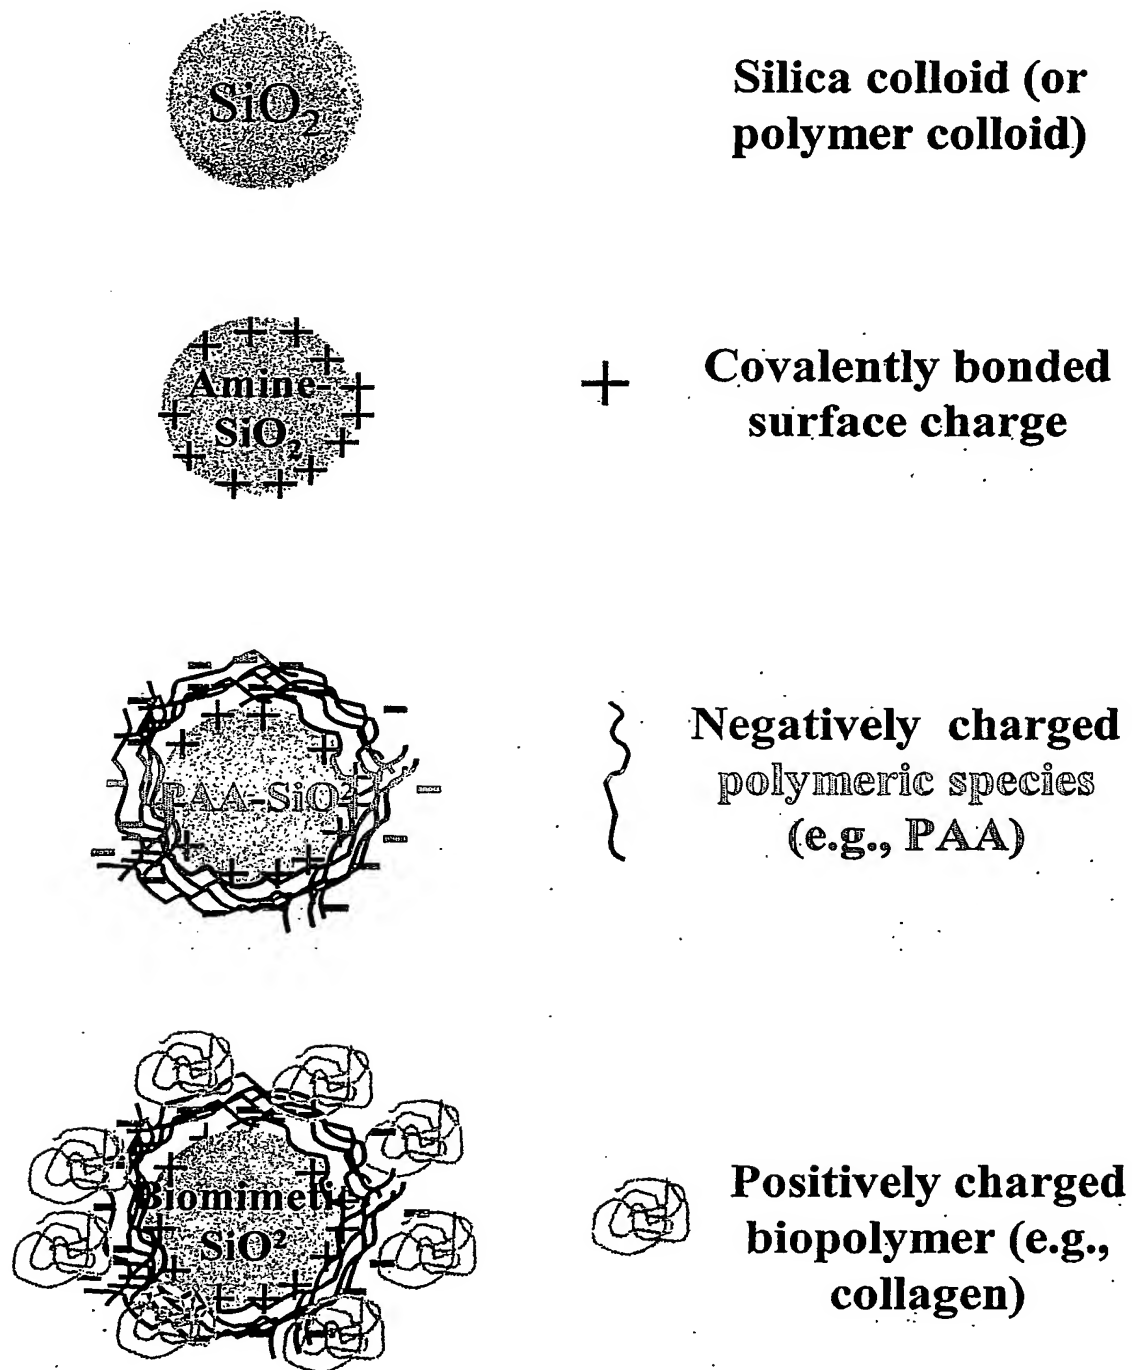 SiO₂
Silica colloid (or
polymer colloid)
Amine-
SiO₂
+
Covalently bonded
surface charge
PAA-SiO²
Negatively charged
polymeric species
(e.g., PAA)
Biomimetic
SiO²
Positively charged
biopolymer (e.g.,
collagen)